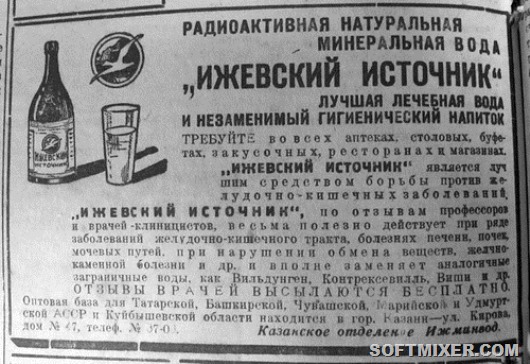 РАДИОАКТИВНАЯ НАТУРАЛЬНАЯ
МИНЕРАЛЬНАЯ ВОДА
„ИЖЕВСКИЙ ИСТОЧНИК“
ЛУЧШАЯ ЛЕЧЕБНАЯ ВОДА
И НЕЗАМЕНИМЫЙ ГИГИЕНИЧЕСКИЙ НАПИТОК
ТРЕБУЙТЕ во всех аптеках, столовых, буфе-
тах, закусочных, ресторанах и магазинах.
„ИЖЕВСКИЙ ИСТОЧНИК“ является луч
шим средством борьбы против же-
лудочно-кишечных заболеваний.
„ИЖЕВСКИЙ ИСТОЧНИК“, по отзывам профессоров
и врачей-клиницистов, весьма полезно действует при ряде
заболеваний желудочно-кишечного тракта, болезнях печени, почек,
мочевых путей, при нарушении обмена веществ, желчно-
каменной болезни и др. и вполне заменяет аналогичные
заграничные воды, как Вильдунген, Контрексевилль, Виши и др.
ОТЗЫВЫ ВРАЧЕЙ ВЫСЫЛАЮТСЯ БЕСПЛАТНО.
Оптовая база для Татарской, Башкирской, Чувашской, Марийской и Удмурт-
ской АССР и Куйбышевской области находится в гор. Казани—ул. Кирова,
дом № 7, телеф. №
Казанское отделение Ижминвод.
ИЖЕВСКИЙ
ИСТОЧНИК
SOFTMIXER.COM